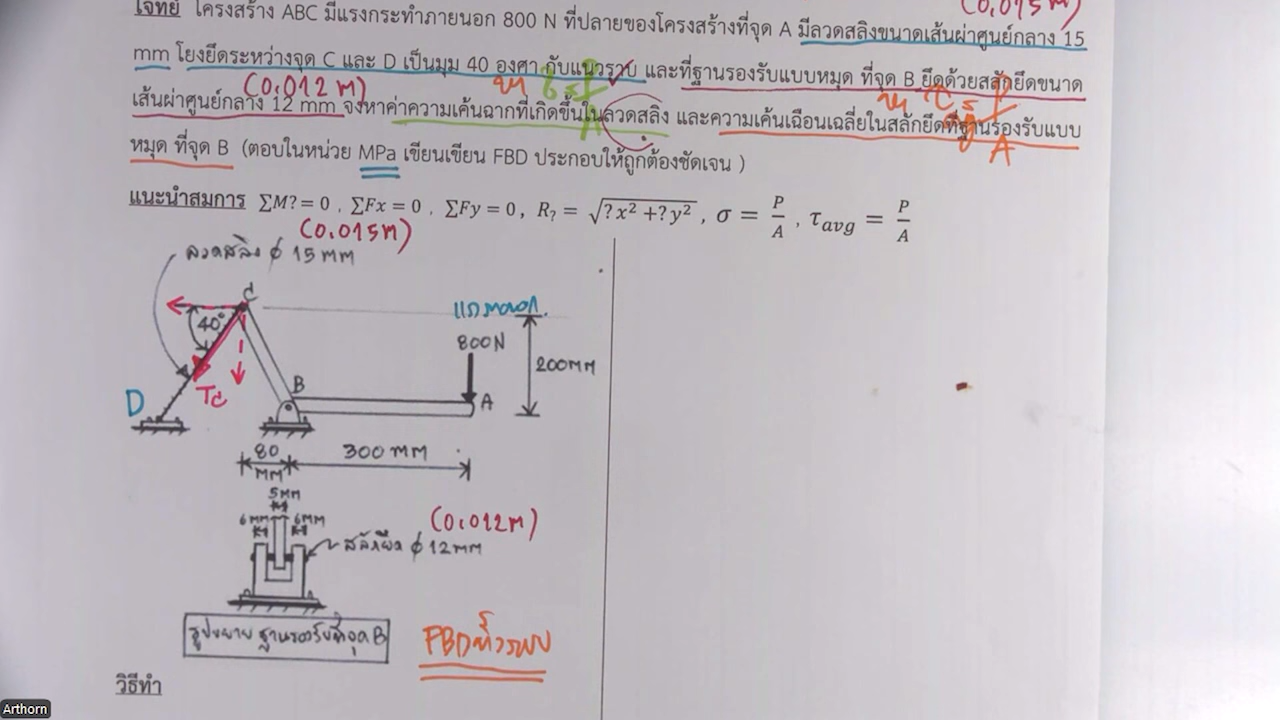 (0.015m)
โจทย์ โครงสร้าง ABC มีแรงกระทำภายนอก 800 N ที่ปลายของโครงสร้างที่จุด A มีลวดสลิงขนาดเส้นผ่าศูนย์กลาง 15
mm โยงยึดระหว่างจุด C และ D เป็นมุม 40 องศา กับแนวราบ และที่ฐานรองรับแบบหมุด ที่จุด B ยึดด้วยสลักยึดขนาด
(0.012m)
เส้นผ่าศูนย์กลาง 12 mm จงหาค่าความเค้นฉากที่เกิดขึ้นในลวดสลิง และความเค้นเฉือนเฉลี่ยในสลักยึดที่ฐานรองรับแบบ
หมุด ที่จุด B (ตอบในหน่วย MPa เขียนเขียน FBD ประกอบให้ถูกต้องชัดเจน )
แนะนำสมการ ∑M? = 0 , ∑Fx = 0 , ∑Fy = 0, R? = √?x² +?y² , σ = P/A , τavg = P/A
(0.015m)
ลวดสลิง ϕ 15mm
C
40°
800N
200MM
D
Tc
B
A
80
MM
300 MM
5MM
6MM
6MM
(0.012m)
สลักยึด ϕ 12mm
รูปขยาย ฐานรองรับที่จุด B
วิธีทำ
Arthorn